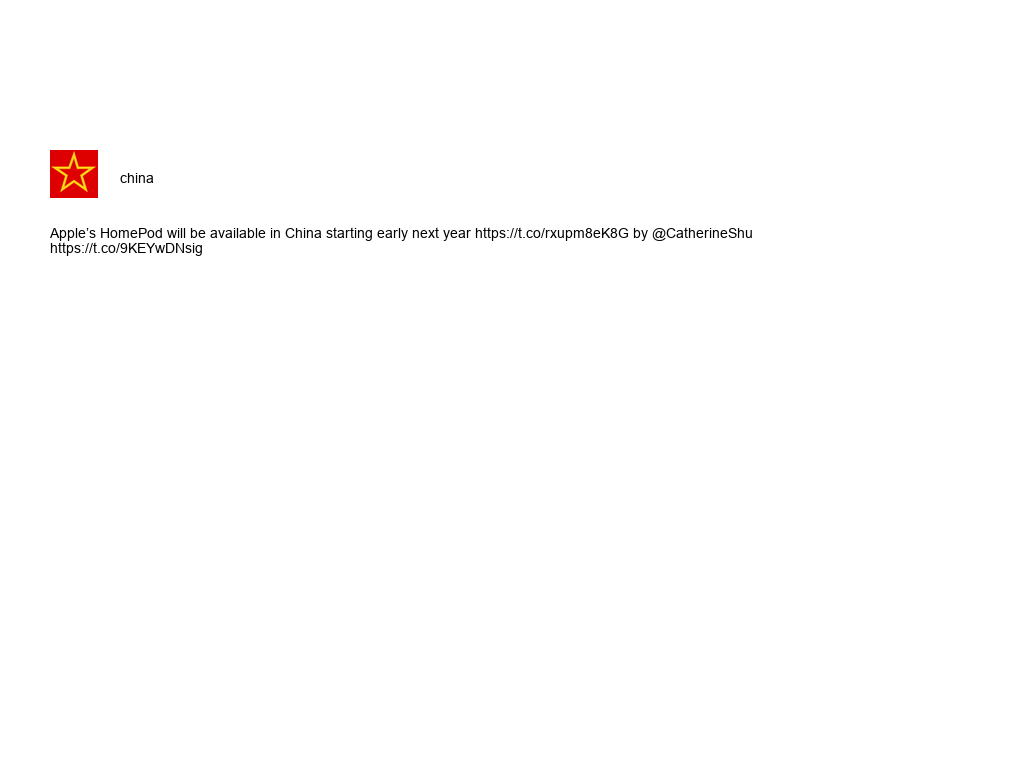 china
Apple’s HomePod will be available in China starting early next year https://t.co/rxupm8eK8G by @CatherineShu
https://t.co/9KEYwDNsig